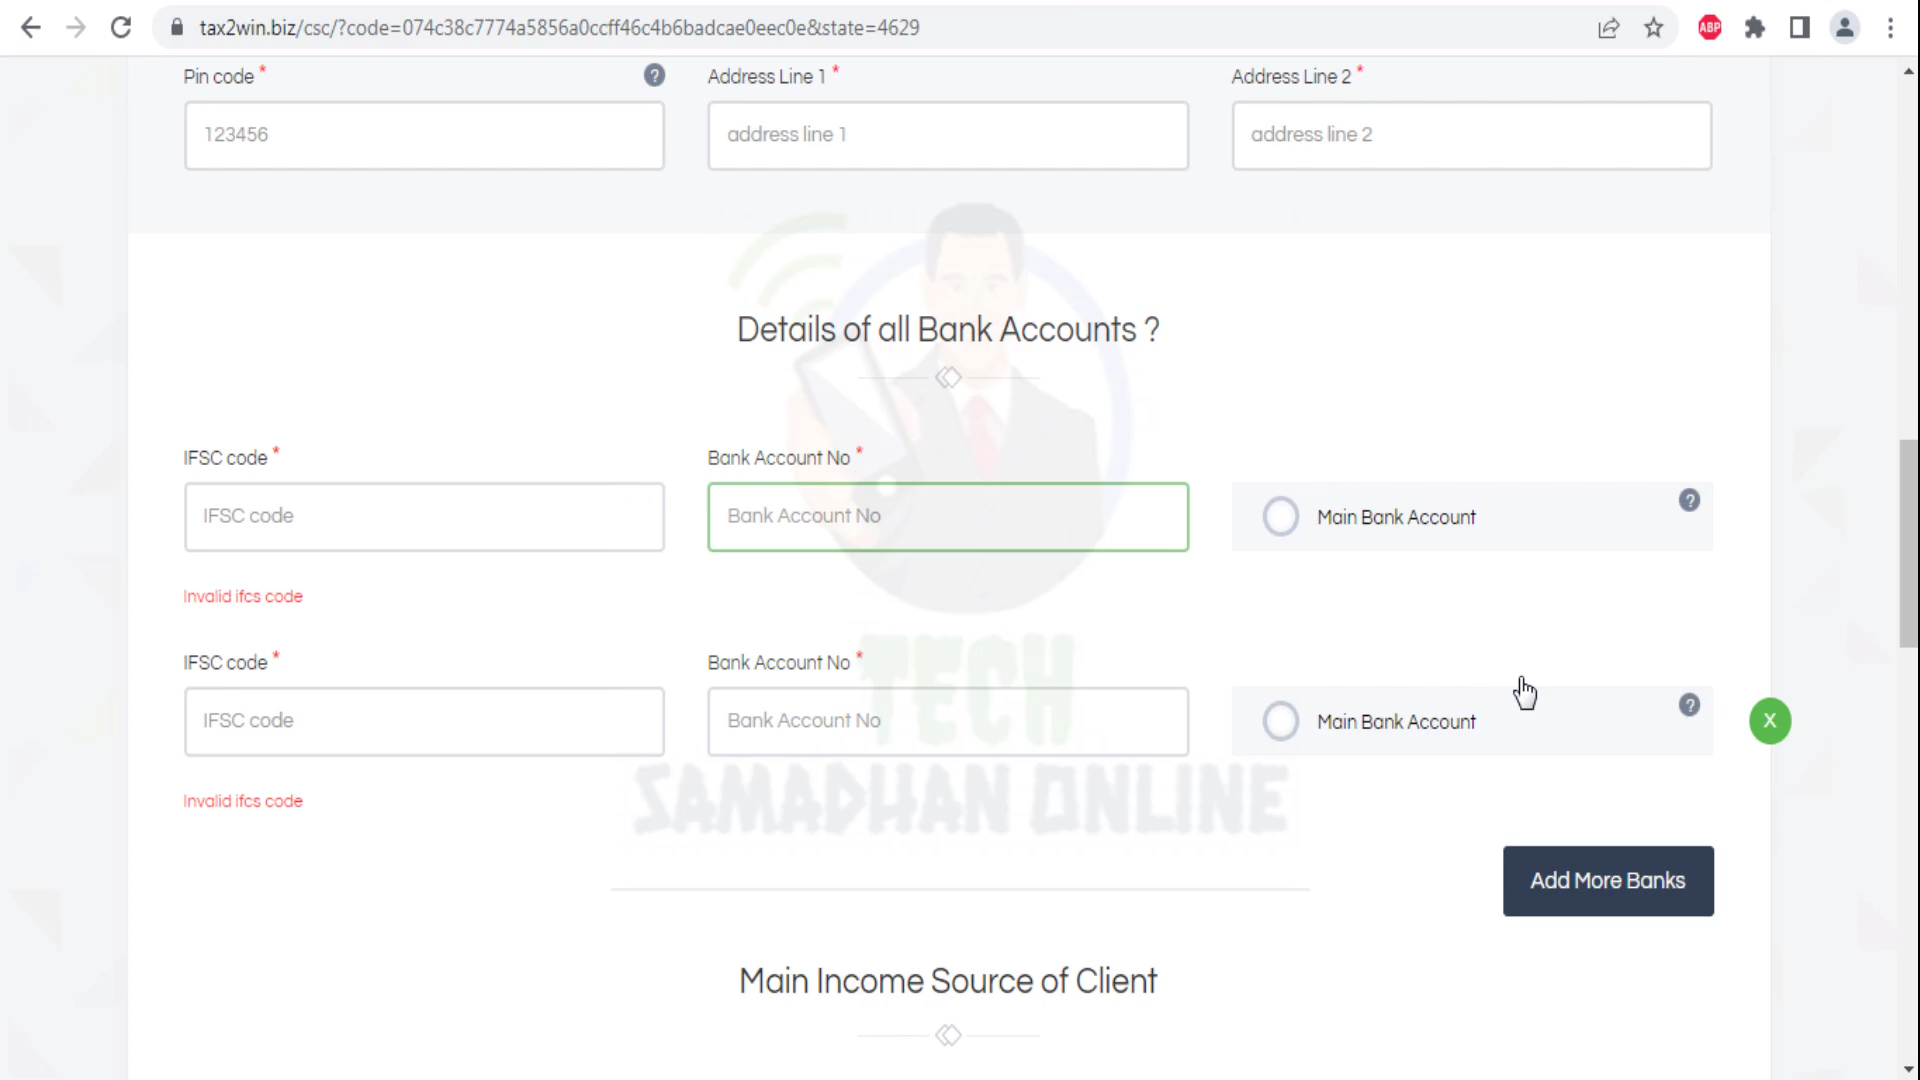 tax2win.biz/csc/?code=074c38c7774a5856a0ccff46c4b6badcae0eec0e&state=4629
ABP
Pin code * ? Address Line 1 * Address Line 2 *
123456 address line 1 address line 2
Details of all Bank Accounts ?
IFSC code * Bank Account No *
IFSC code Bank Account No Main Bank Account ?
Invalid ifcs code
IFSC code * Bank Account No *
IFSC code Bank Account No Main Bank Account ? X
TECH
SAMADHAN ONLINE
Invalid ifcs code
Add More Banks
Main Income Source of Client